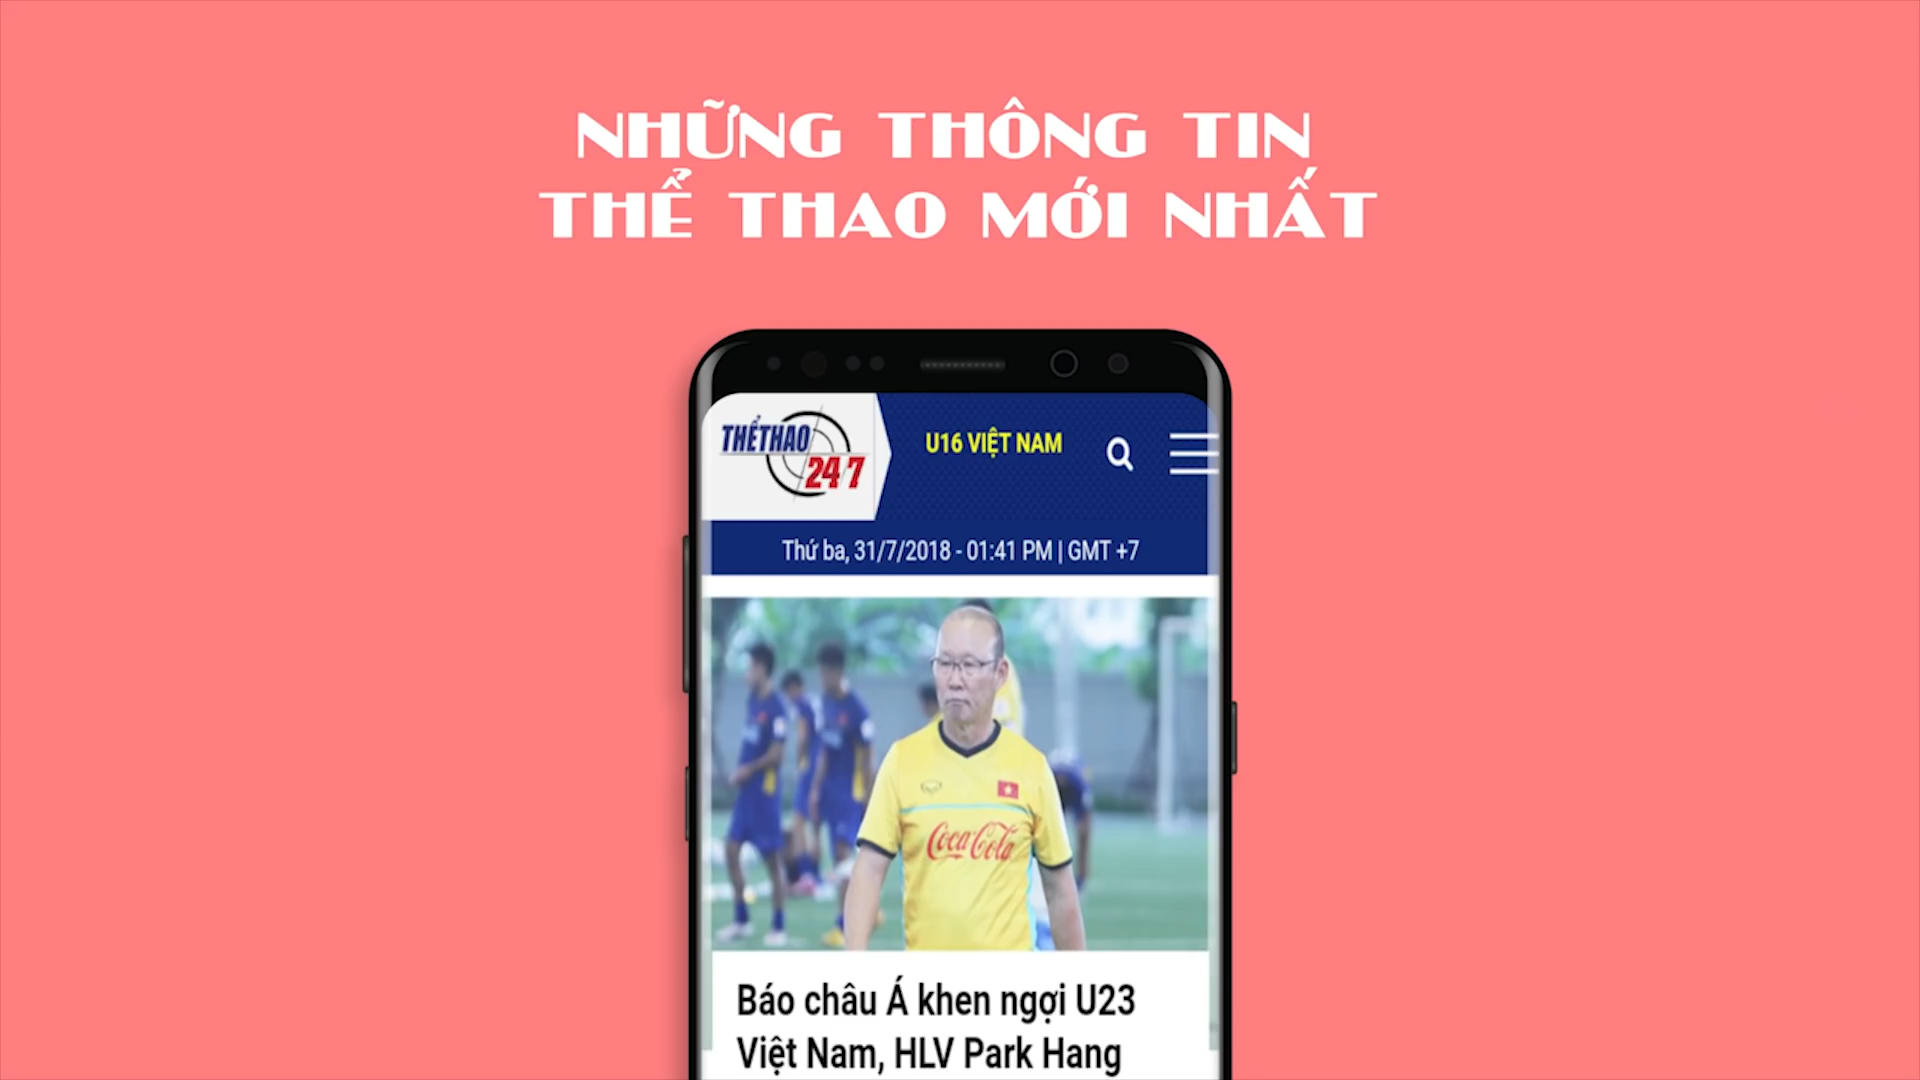 NHỮNG THÔNG TIN
THỂ THAO MỚI NHẤT
THỂTHAO
24 7
U16 VIỆT NAM
Thứ ba, 31/7/2018 - 01:41 PM | GMT +7
Coca-Cola
Báo châu Á khen ngợi U23
Việt Nam, HLV Park Hang